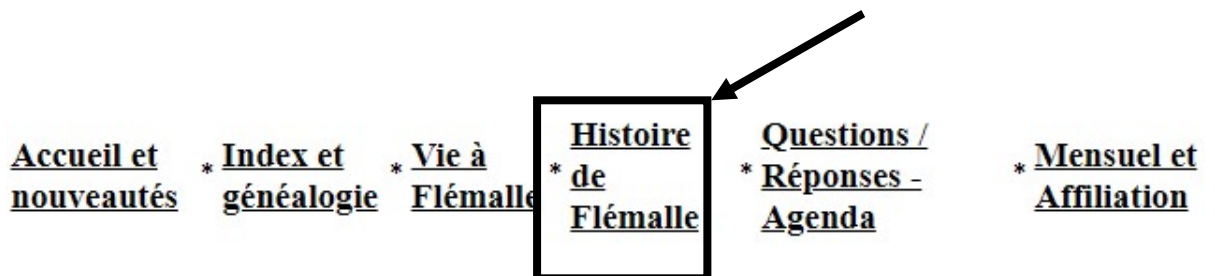 Accueil et
nouveautés
* Index et
généalogie
* Vie à
Flémalle
Histoire
* de
Flémalle
Questions /
* Réponses -
Agenda
* Mensuel et
Affiliation